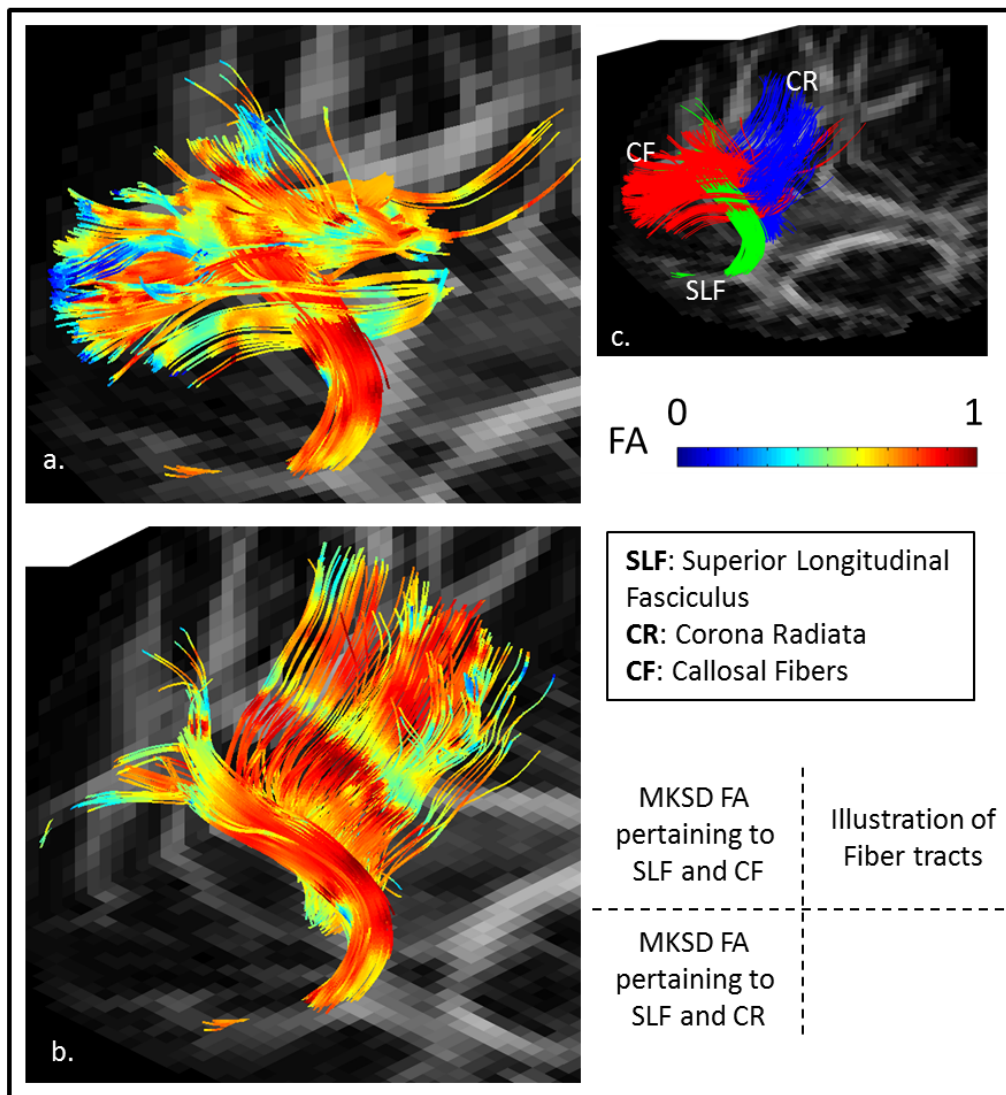 CR
CF
SLF
c.
a.
0 1
FA
b.
SLF: Superior Longitudinal
Fasciculus
CR: Corona Radiata
CF: Callosal Fibers
MKSD FA
pertaining to
SLF and CF
Illustration of
Fiber tracts
MKSD FA
pertaining to
SLF and CR